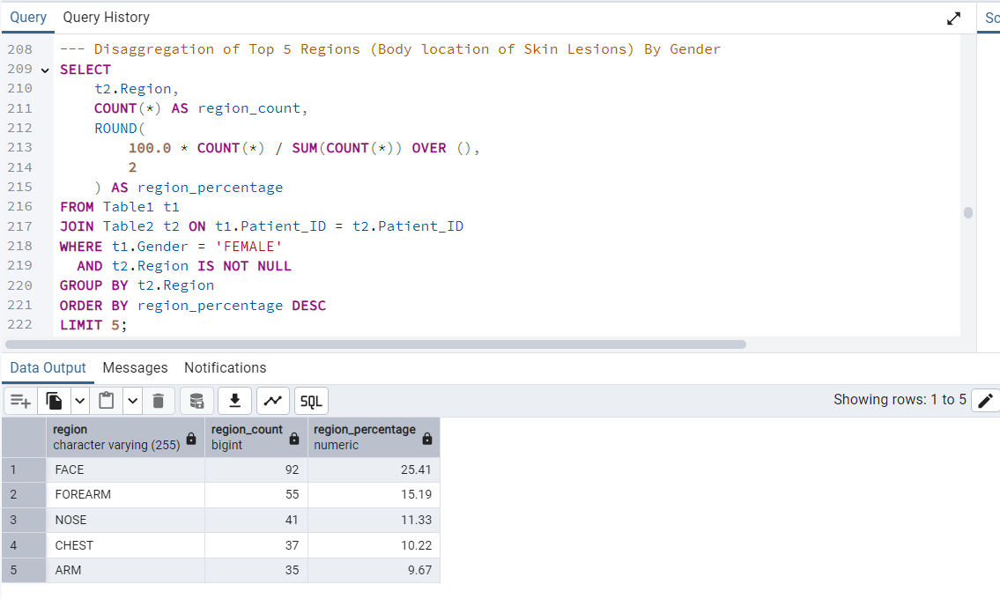 Query Query History
Sc
208 --- Disaggregation of Top 5 Regions (Body location of Skin Lesions) By Gender
209 SELECT
210 t2.Region,
211 COUNT(*) AS region_count,
212 ROUND(
213 100.0 * COUNT(*) / SUM(COUNT(*)) OVER (),
214 2
215 ) AS region_percentage
216 FROM Table1 t1
217 JOIN Table2 t2 ON t1.Patient_ID = t2.Patient_ID
218 WHERE t1.Gender = 'FEMALE'
219 AND t2.Region IS NOT NULL
220 GROUP BY t2.Region
221 ORDER BY region_percentage DESC
222 LIMIT 5;
Data Output Messages Notifications
SQL
Showing rows: 1 to 5
region region_count region_percentage
character varying (255) bigint numeric
1 FACE 92 25.41
2 FOREARM 55 15.19
3 NOSE 41 11.33
4 CHEST 37 10.22
5 ARM 35 9.67